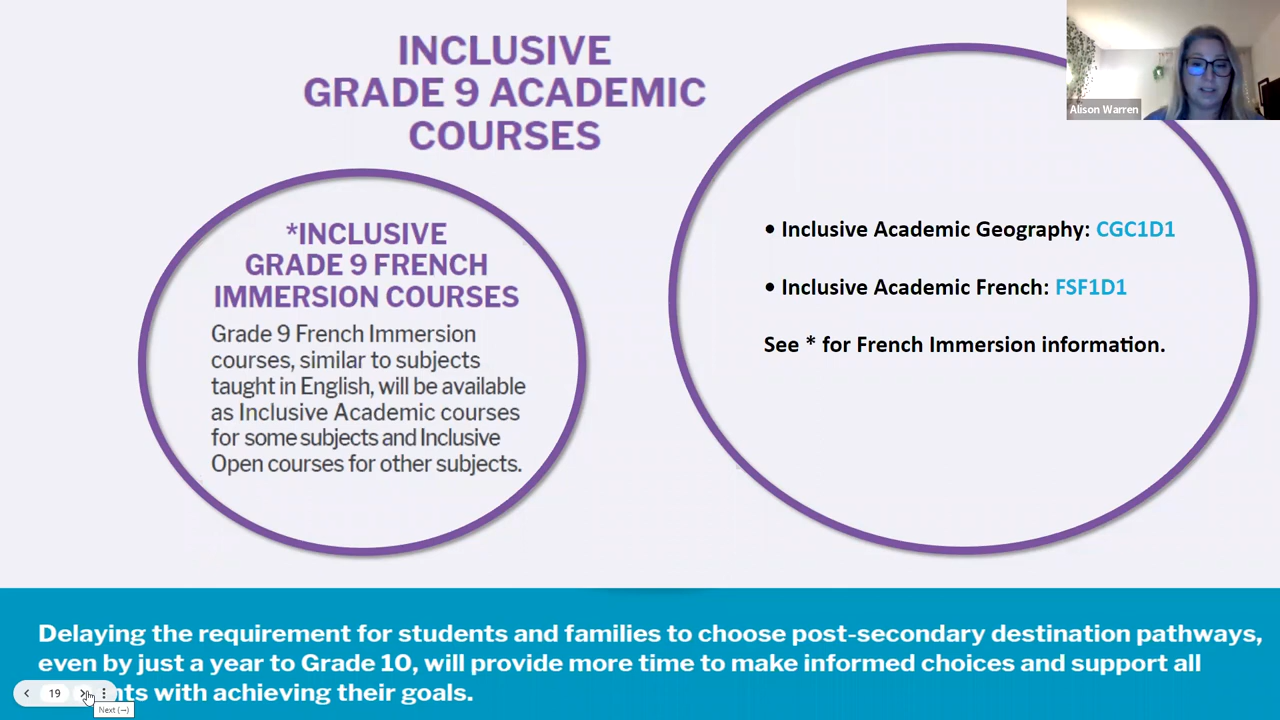 INCLUSIVE
GRADE 9 ACADEMIC
COURSES
Alison Warren
*INCLUSIVE
GRADE 9 FRENCH
IMMERSION COURSES
Grade 9 French Immersion
courses, similar to subjects
taught in English, will be available
as Inclusive Academic courses
for some subjects and Inclusive
Open courses for other subjects.
• Inclusive Academic Geography: CGC1D1
• Inclusive Academic French: FSF1D1
See * for French Immersion information.
Delaying the requirement for students and families to choose post-secondary destination pathways,
even by just a year to Grade 10, will provide more time to make informed choices and support all
nts with achieving their goals.
19
Next (→)